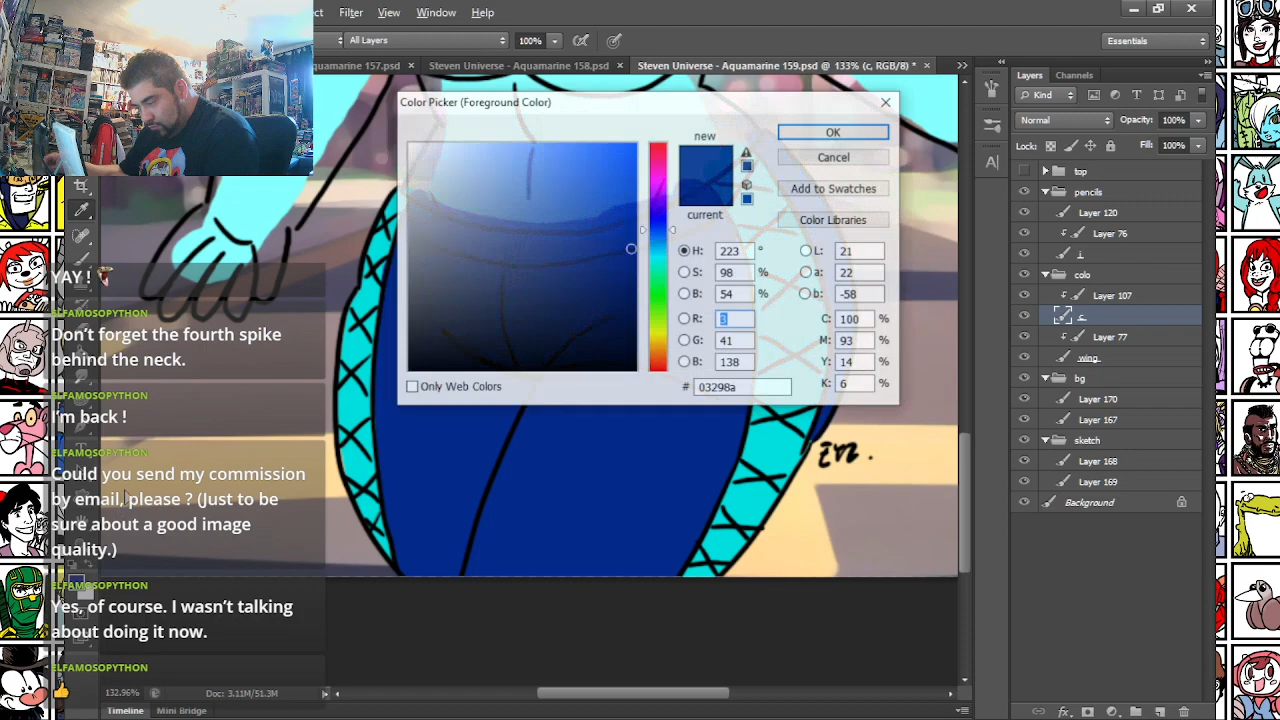 ct Filter View Window Help
All Layers 100% Essentials
quamarine 157.psd × Steven Universe - Aquamarine 158.psd × Steven Universe - Aquamarine 159.psd @ 133% (c, RGB/8) * ×
Color Picker (Foreground Color)
new
current
OK
Cancel
Add to Swatches
Color Libraries
H: 223 ° L: 21
S: 98 % a: 22
B: 54 % b: -58
R: 3 C: 100 %
G: 41 M: 93 %
B: 138 Y: 14 %
K: 6 %
Only Web Colors # 03298a
Layers Channels
Kind
Normal Opacity: 100%
Lock: Fill: 100%
top
pencils
Layer 120
Layer 76
i
colo
Layer 107
c
Layer 77
wing
bg
Layer 170
Layer 167
sketch
Layer 168
Layer 169
Background
YAY !
ELFAMOSOPYTHON
Don't forget the fourth spike
behind the neck.
ELFAMOSOPYTHON
I'm back !
ELFAMOSOPYTHON
Could you send my commission
by email, please ? (Just to be
sure about a good image
quality.)
ELFAMOSOPYTHON
Yes, of course. I wasn't talking
about doing it now.
ELFAMOSOPYTHON
132.96% Doc: 3.11M/51.3M
Timeline Mini Bridge